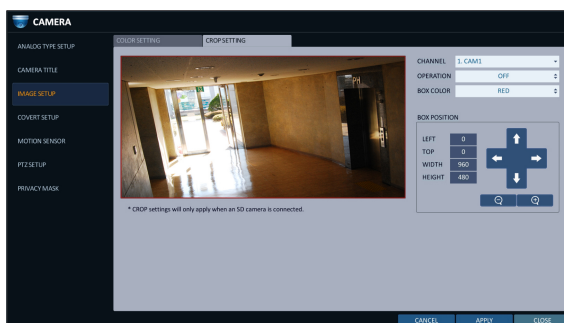 CAMERA
ANALOG TYPE SETUP
CAMERA TITLE
IMAGE SETUP
COVERT SETUP
MOTION SENSOR
PTZ SETUP
PRIVACY MASK
COLOR SETTING
CROP SETTING
PH
* CROP settings will only apply when an SD camera is connected.
CHANNEL 1. CAM1
OPERATION OFF
BOX COLOR RED
BOX POSITION
LEFT 0
TOP 0
WIDTH 960
HEIGHT 480
CANCEL APPLY CLOSE